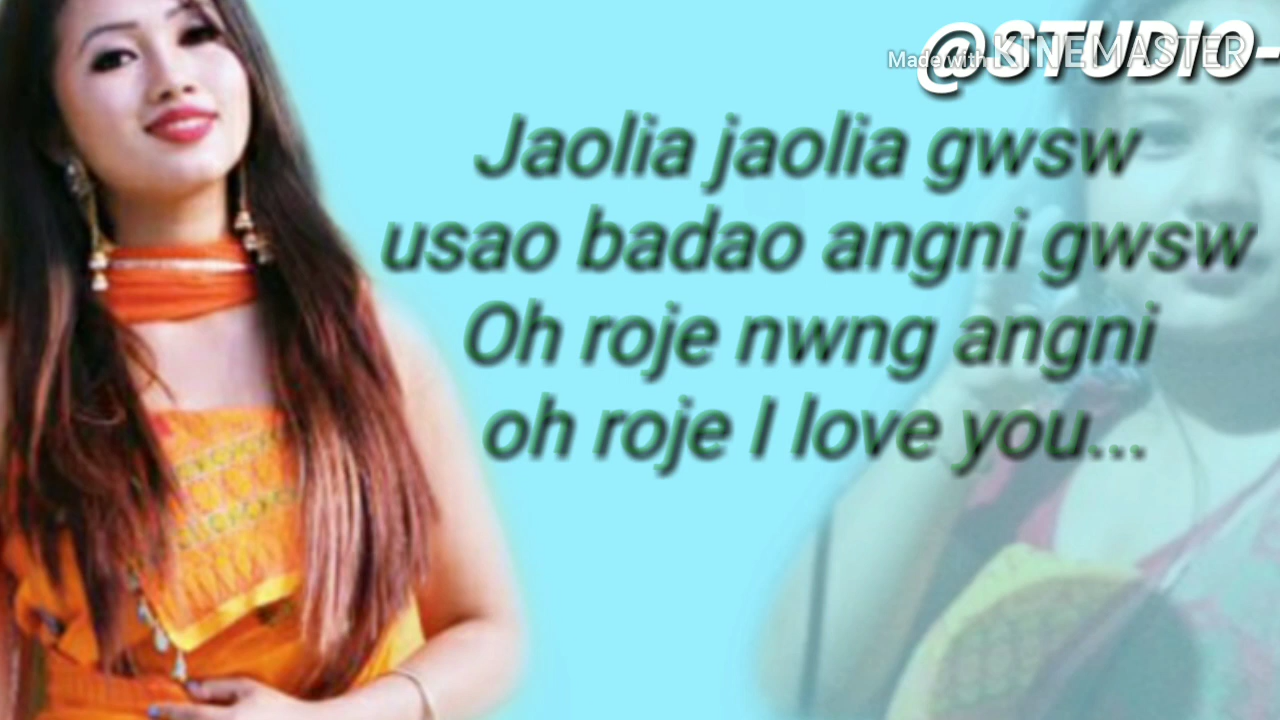 @STUDIO-
Made with KINEMASTER
Jaolia jaolia gwsw
usao badao angni gwsw
Oh roje nwng angni
oh roje I love you...